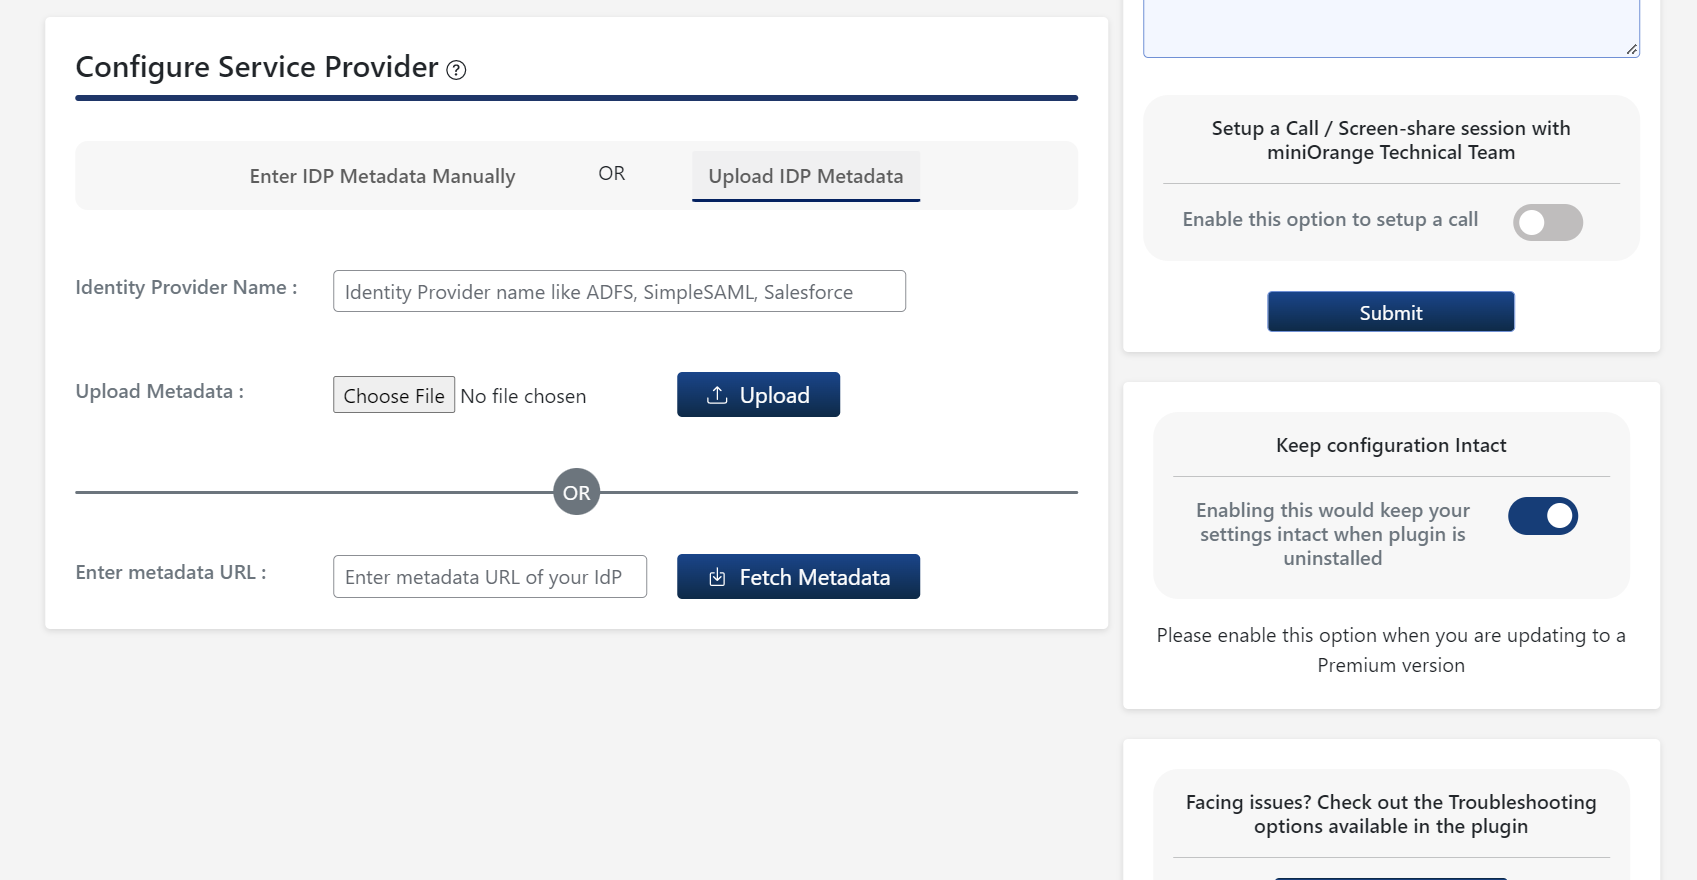 Configure Service Provider
Enter IDP Metadata Manually
OR
Upload IDP Metadata
Identity Provider Name :
Identity Provider name like ADFS, SimpleSAML, Salesforce
Upload Metadata :
Choose File No file chosen
Upload
OR
Enter metadata URL :
Enter metadata URL of your IdP
Fetch Metadata
Setup a Call / Screen-share session with
miniOrange Technical Team
Enable this option to setup a call
Submit
Keep configuration Intact
Enabling this would keep your
settings intact when plugin is
uninstalled
Please enable this option when you are updating to a
Premium version
Facing issues? Check out the Troubleshooting
options available in the plugin